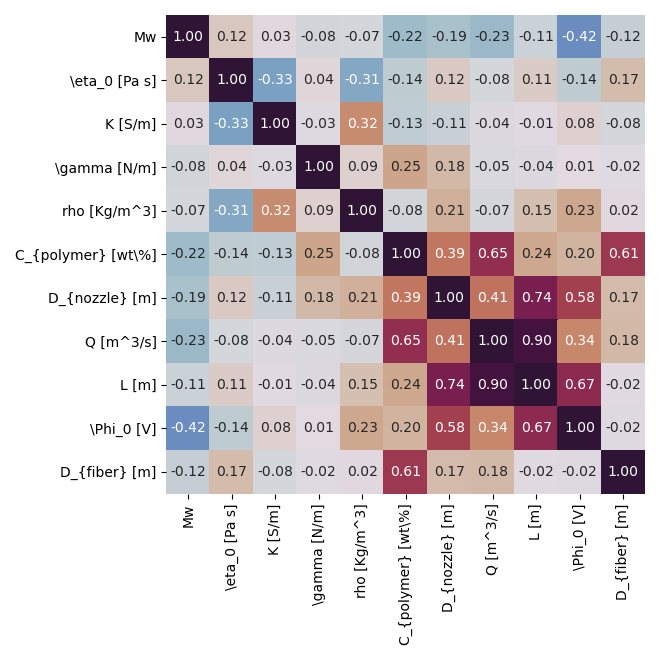 Mw 1.00 0.12 0.03 -0.08 -0.07 -0.22 -0.19 -0.23 -0.11 -0.42 -0.12
\eta_0 [Pa s] 0.12 1.00 -0.33 0.04 -0.31 -0.14 0.12 -0.08 0.11 -0.14 0.17
K [S/m] 0.03 -0.33 1.00 -0.03 0.32 -0.13 -0.11 -0.04 -0.01 0.08 -0.08
\gamma [N/m] -0.08 0.04 -0.03 1.00 0.09 0.25 0.18 -0.05 -0.04 0.01 -0.02
rho [Kg/m^3] -0.07 -0.31 0.32 0.09 1.00 -0.08 0.21 -0.07 0.15 0.23 0.02
C_{polymer} [wt\%] -0.22 -0.14 -0.13 0.25 -0.08 1.00 0.39 0.65 0.24 0.20 0.61
D_{nozzle} [m] -0.19 0.12 -0.11 0.18 0.21 0.39 1.00 0.41 0.74 0.58 0.17
Q [m^3/s] -0.23 -0.08 -0.04 -0.05 -0.07 0.65 0.41 1.00 0.90 0.34 0.18
L [m] -0.11 0.11 -0.01 -0.04 0.15 0.24 0.74 0.90 1.00 0.67 -0.02
\Phi_0 [V] -0.42 -0.14 0.08 0.01 0.23 0.20 0.58 0.34 0.67 1.00 -0.02
D_{fiber} [m] -0.12 0.17 -0.08 -0.02 0.02 0.61 0.17 0.18 -0.02 -0.02 1.00
Mw
\eta_0 [Pa s]
K [S/m]
\gamma [N/m]
rho [Kg/m^3]
C_{polymer} [wt\%]
D_{nozzle} [m]
Q [m^3/s]
L [m]
\Phi_0 [V]
D_{fiber} [m]